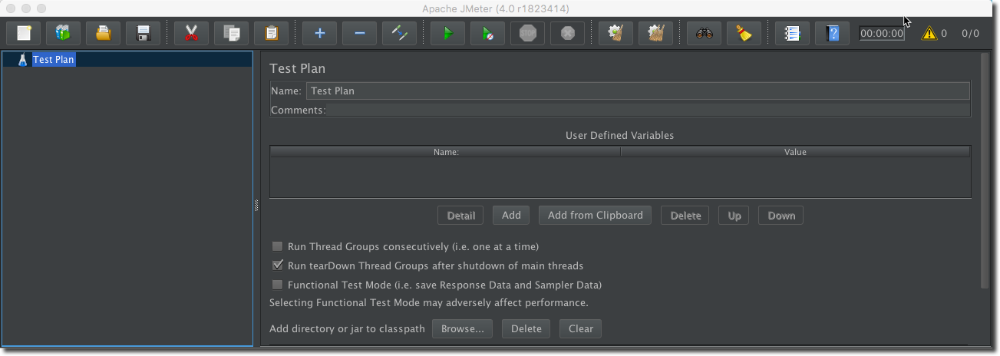 Apache JMeter (4.0 r1823414)
STOP 00:00:00 0 0/0
Test Plan
Test Plan
Name: Test Plan
Comments:
User Defined Variables
Name: Value
Detail Add Add from Clipboard Delete Up Down
Run Thread Groups consecutively (i.e. one at a time)
Run tearDown Thread Groups after shutdown of main threads
Functional Test Mode (i.e. save Response Data and Sampler Data)
Selecting Functional Test Mode may adversely affect performance.
Add directory or jar to classpath Browse... Delete Clear